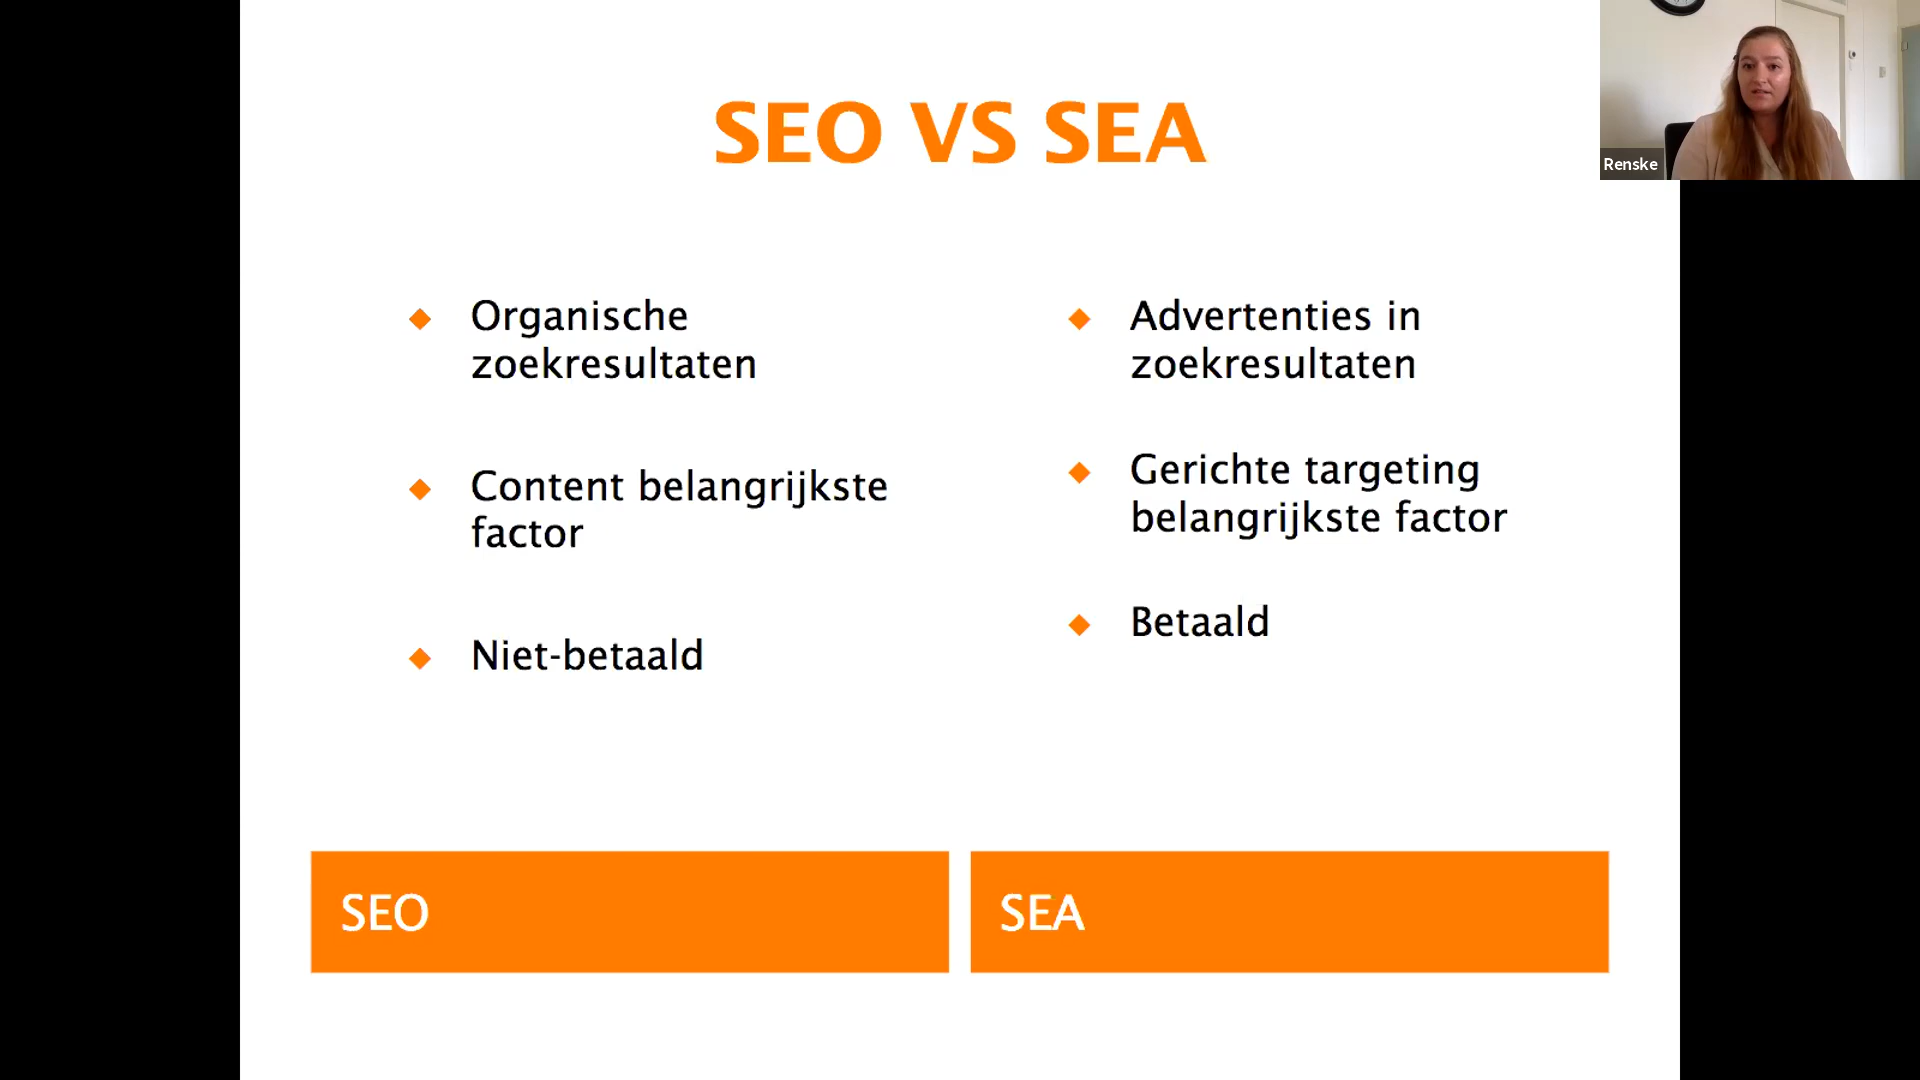 SEO VS SEA
Renske
Organische
zoekresultaten
Content belangrijkste
factor
Niet-betaald
Advertenties in
zoekresultaten
Gerichte targeting
belangrijkste factor
Betaald
SEO
SEA